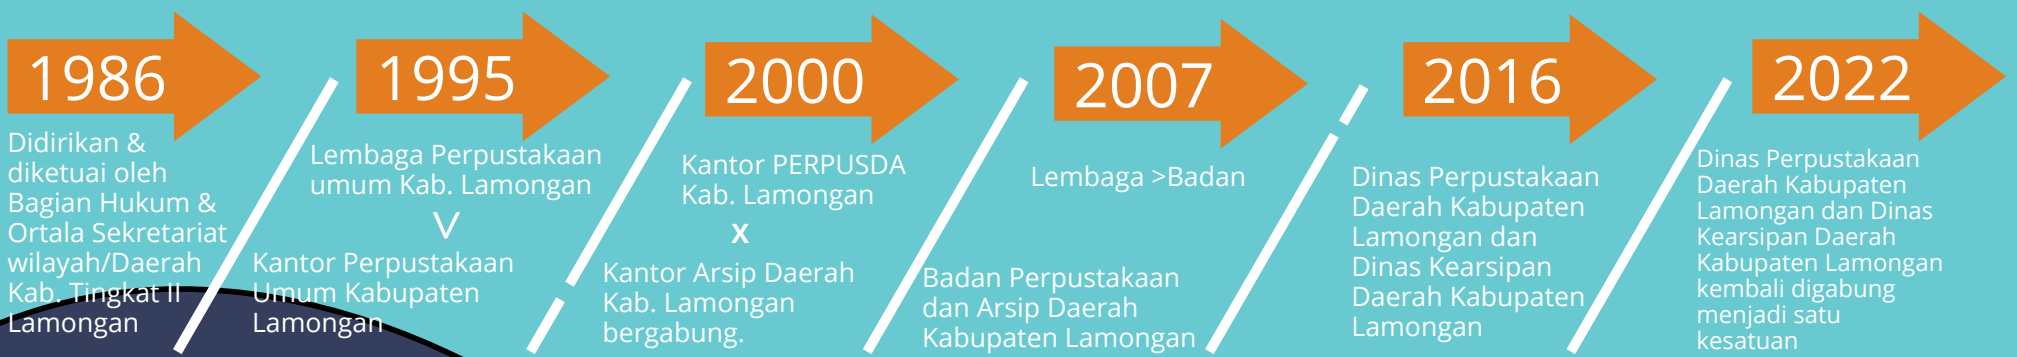 1986
Didirikan &
diketuai oleh
Bagian Hukum &
Ortala Sekretariat
wilayah/Daerah
Kab. Tingkat II
Lamongan
1995
Lembaga Perpustakaan
umum Kab. Lamongan
>
Kantor Perpustakaan
Umum Kabupaten
Lamongan
2000
Kantor PERPUSDA
Kab. Lamongan
X
Kantor Arsip Daerah
Kab. Lamongan
bergabung.
2007
Lembaga >Badan
Badan Perpustakaan
dan Arsip Daerah
Kabupaten Lamongan
2016
Dinas Perpustakaan
Daerah Kabupaten
Lamongan dan
Dinas Kearsipan
Daerah Kabupaten
Lamongan
2022
Dinas Perpustakaan
Daerah Kabupaten
Lamongan dan Dinas
Kearsipan Daerah
Kabupaten Lamongan
kembali digabung
menjadi satu
kesatuan